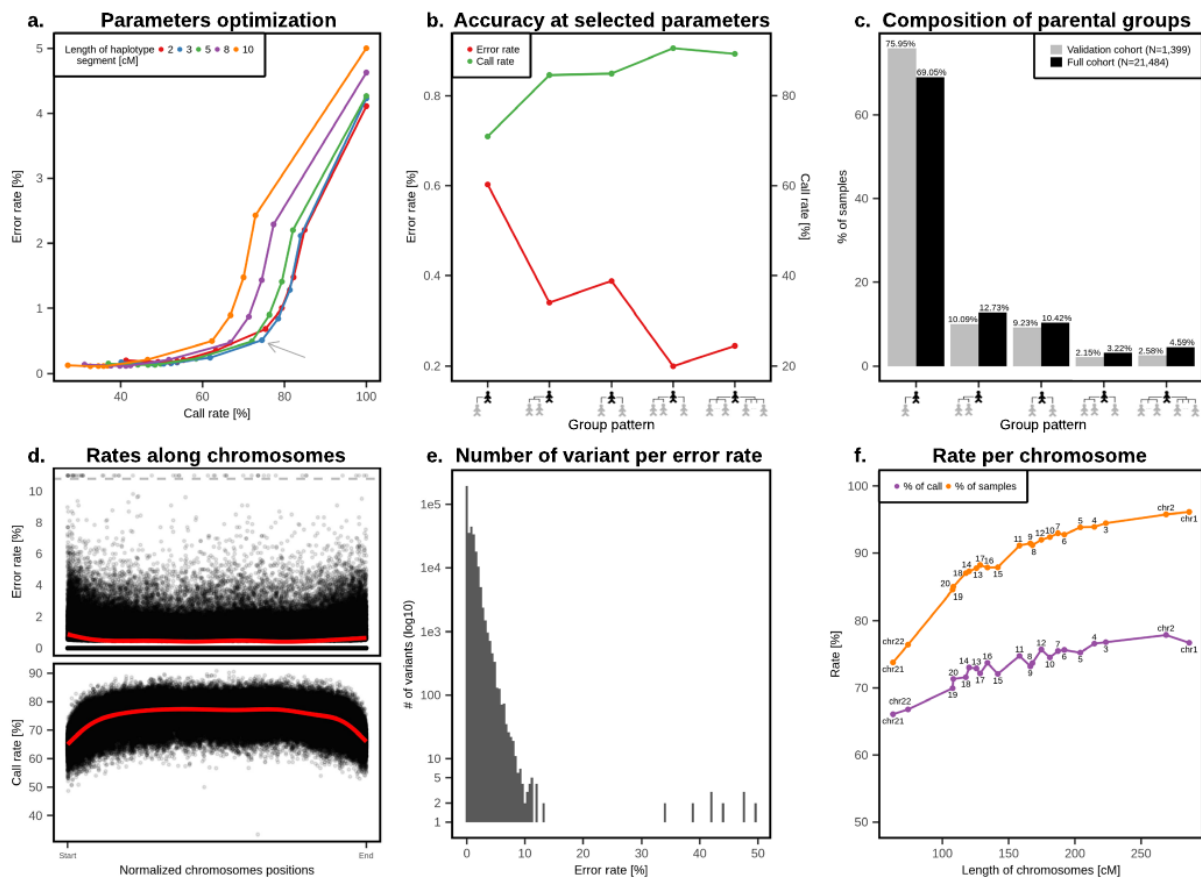 a. Parameters optimization
Length of haplotype segment [cM] 2 3 5 8 10
Error rate [%]
5
4
3
2
1
0
40 60 80 100
Call rate [%]
b. Accuracy at selected parameters
Error rate
Call rate
Error rate [%]
0.8
0.6
0.4
0.2
Call rate [%]
80
60
40
20
Group pattern
c. Composition of parental groups
Validation cohort (N=1,399)
Full cohort (N=21,484)
% of samples
60
40
20
0
75.95% 69.05%
10.09% 12.73%
9.23% 10.42%
2.15% 3.22%
2.58% 4.59%
Group pattern
d. Rates along chromosomes
Error rate [%]
10
8
6
4
2
0
Call rate [%]
90
80
70
60
50
40
Start End
Normalized chromosomes positions
e. Number of variant per error rate
# of variants (log10)
1e5
1e4
1e3
100
10
5
2
1
0 10 20 30 40 50
Error rate [%]
f. Rate per chromosome
% of call % of samples
Rate [%]
100
90
80
70
60
50
chr21 chr22 20 19 18 14 13 17 16 15 11 9 8 12 10 7 6 5 4 3 chr2 chr1
chr21 chr22 19 20 18 14 13 17 16 15 11 9 8 12 10 7 6 5 4 3 chr2 chr1
100 150 200 250
Length of chromosomes [cM]